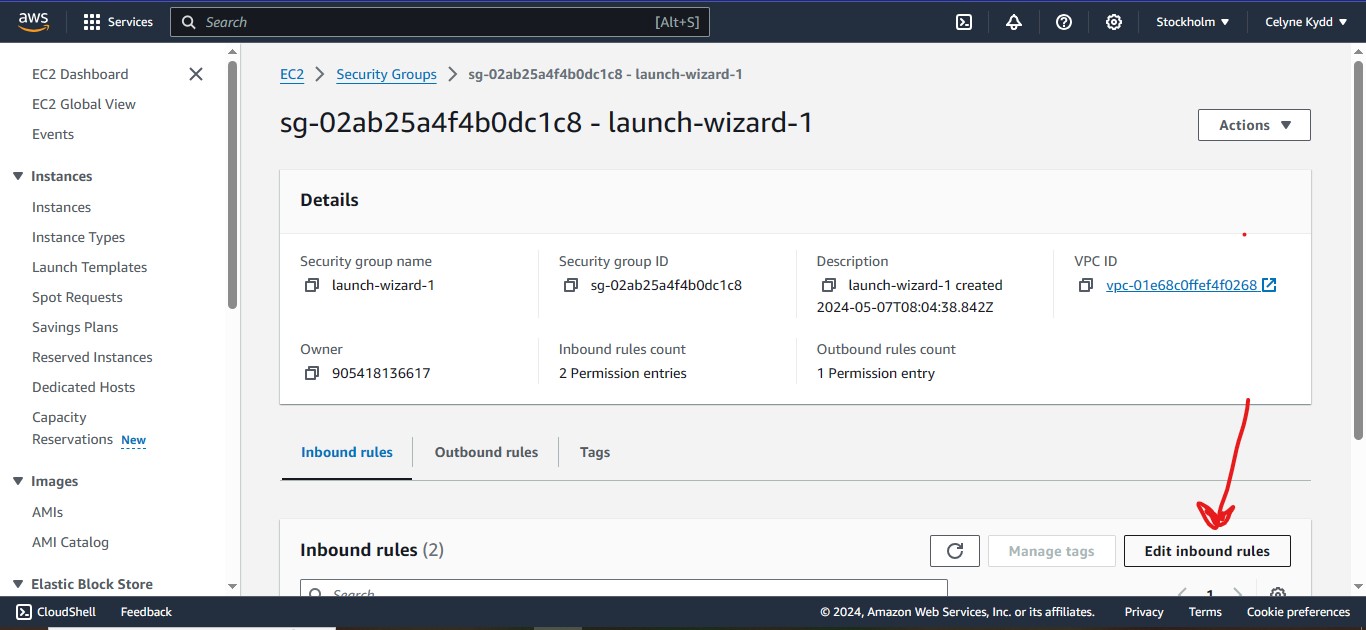 aws
Services
Search
[Alt+S]
Stockholm
Celyne Kydd
EC2 Dashboard
EC2 Global View
Events
Instances
Instances
Instance Types
Launch Templates
Spot Requests
Savings Plans
Reserved Instances
Dedicated Hosts
Capacity
Reservations New
Images
AMIs
AMI Catalog
Elastic Block Store
EC2 > Security Groups > sg-02ab25a4f4b0dc1c8 - launch-wizard-1
sg-02ab25a4f4b0dc1c8 - launch-wizard-1
Actions
Details
Security group name
launch-wizard-1
Security group ID
sg-02ab25a4f4b0dc1c8
Description
launch-wizard-1 created
2024-05-07T08:04:38.842Z
VPC ID
vpc-01e68c0ffef4f0268
Owner
905418136617
Inbound rules count
2 Permission entries
Outbound rules count
1 Permission entry
Inbound rules
Outbound rules
Tags
Inbound rules (2)
Manage tags
Edit inbound rules
Search
1
CloudShell
Feedback
© 2024, Amazon Web Services, Inc. or its affiliates.
Privacy
Terms
Cookie preferences